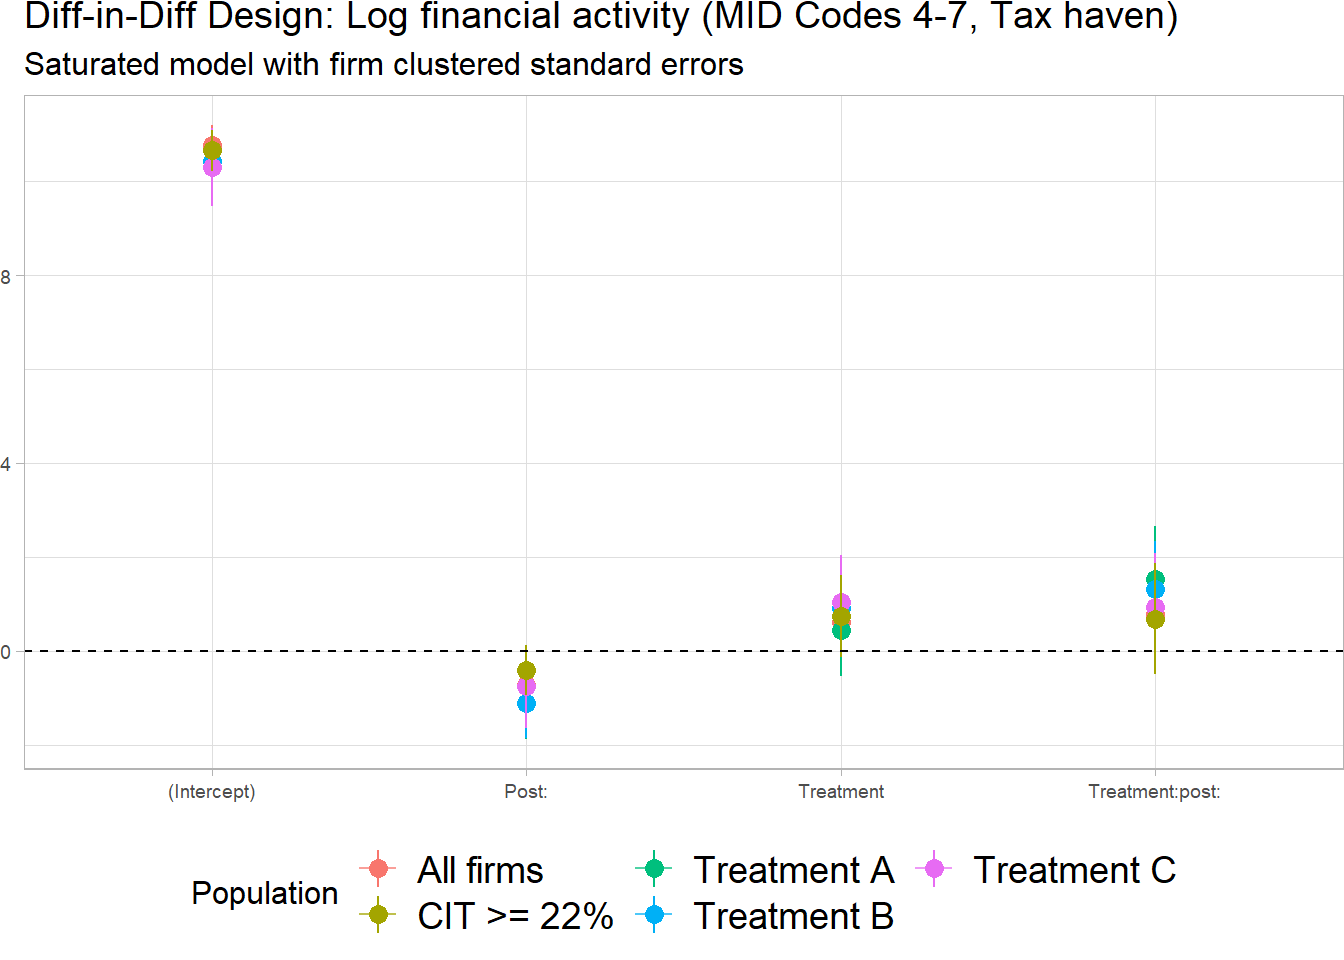 Diff-in-Diff Design: Log financial activity (MID Codes 4-7, Tax haven)
Saturated model with firm clustered standard errors
8
4
0
(Intercept)
Post:
Treatment
Treatment:post:
Population
All firms
Treatment A
Treatment C
CIT >= 22%
Treatment B